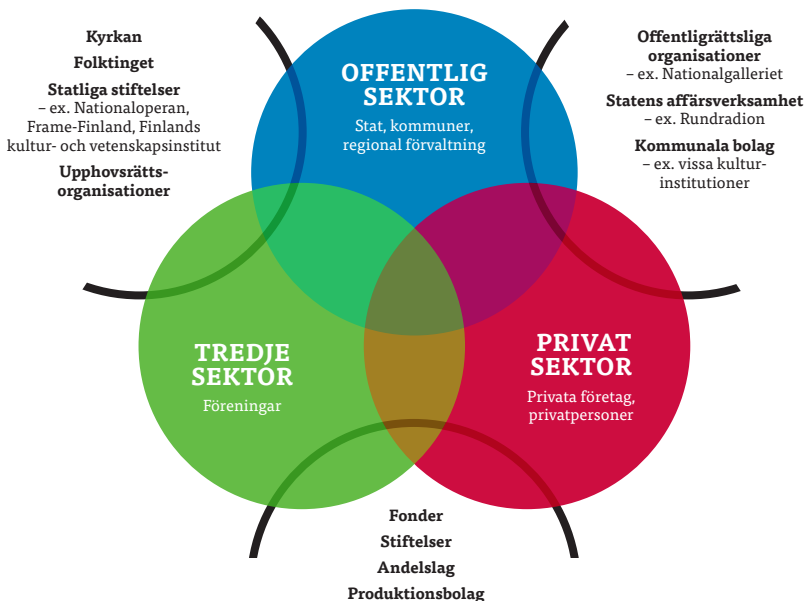 Kyrkan
Folktinget
Statliga stiftelser
– ex. Nationaloperan,
Frame-Finland, Finlands
kultur- och vetenskapsinstitut
Upphovsrätts-
organisationer
OFFENTLIG
SEKTOR
Stat, kommuner,
regional förvaltning
Offentligrättsliga
organisationer
– ex. Nationalgalleriet
Statens affärsverksamhet
– ex. Rundradion
Kommunala bolag
– ex. vissa kultur-
institutioner
TREDJE
SEKTOR
Föreningar
PRIVAT
SEKTOR
Privata företag,
privatpersoner
Fonder
Stiftelser
Andelslag
Produktionsbolag